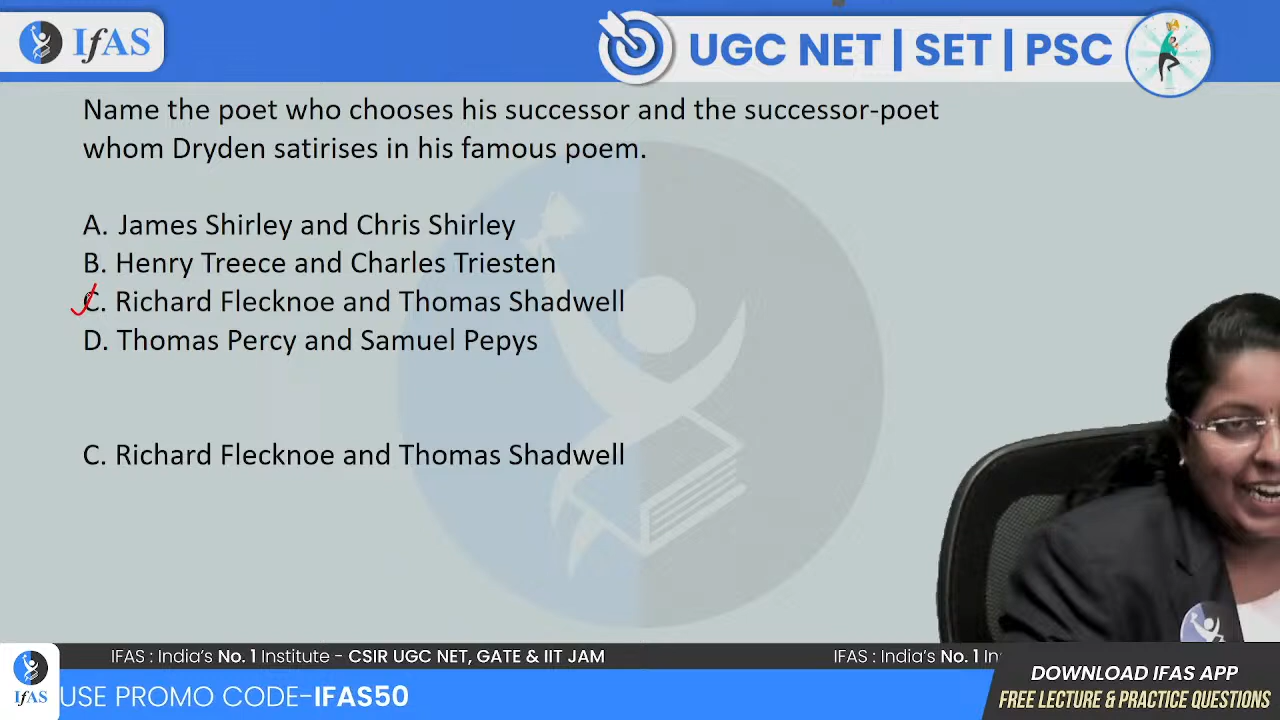 IfAS
UGC NET | SET | PSC
Name the poet who chooses his successor and the successor-poet
whom Dryden satirises in his famous poem.
A. James Shirley and Chris Shirley
B. Henry Treece and Charles Triesten
C. Richard Flecknoe and Thomas Shadwell
D. Thomas Percy and Samuel Pepys
C. Richard Flecknoe and Thomas Shadwell
IFAS : India's No. 1 Institute - CSIR UGC NET, GATE & IIT JAM
IFAS : India's No. 1 In
IfAS
USE PROMO CODE-IFAS50
DOWNLOAD IFAS APP
FREE LECTURE & PRACTICE QUESTIONS